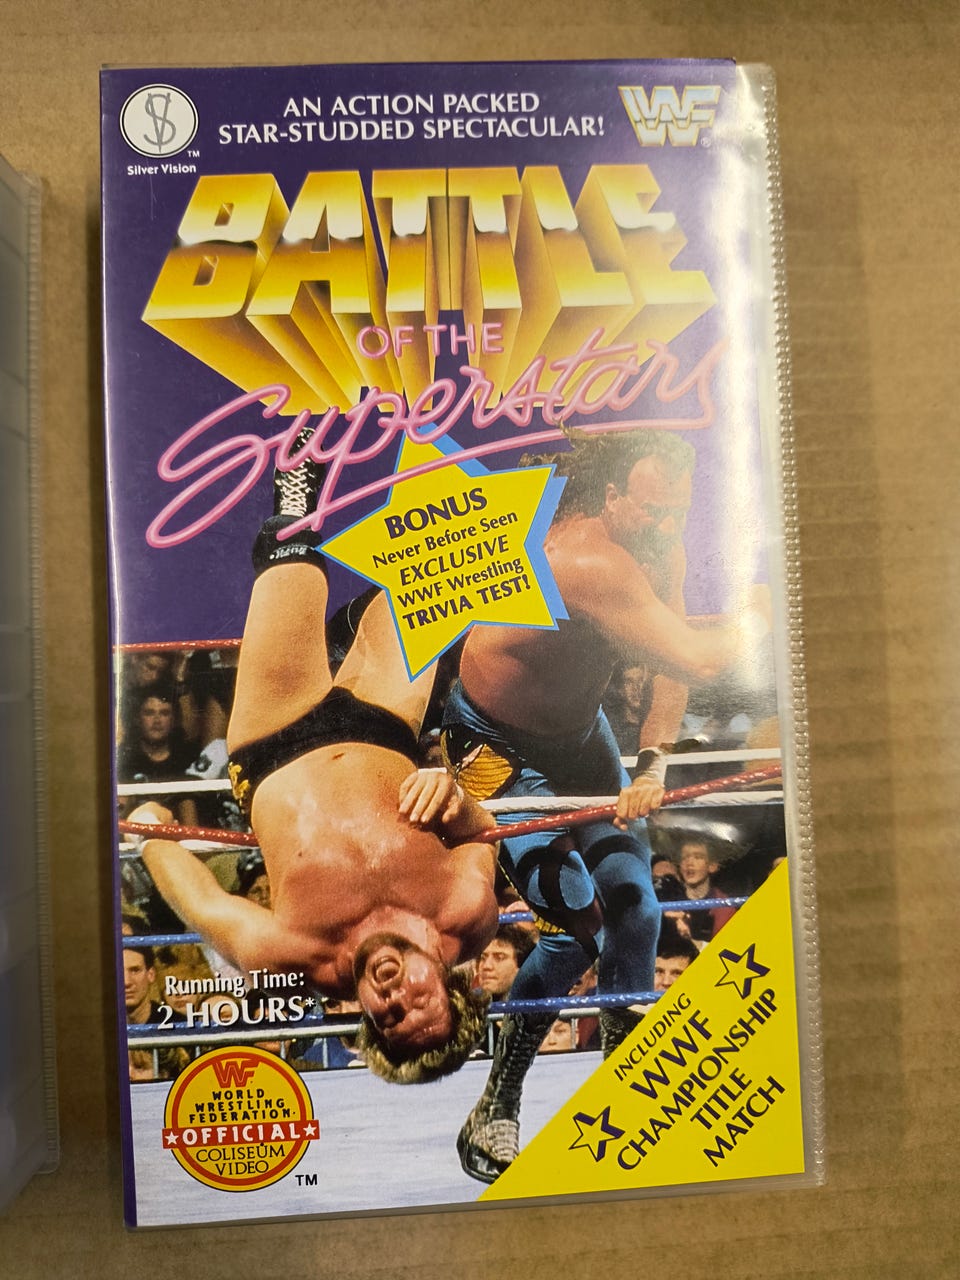 AN ACTION PACKED
STAR-STUDDED SPECTACULAR!
SV
TM
Silver Vision
WF
®
BATTLE
OF THE
Superstars
BONUS
Never Before Seen
EXCLUSIVE
WWF Wrestling
TRIVIA TEST!
Running Time:
2 HOURS*
WF
WORLD
WRESTLING
FEDERATION.
OFFICIAL
COLISEUM
VIDEO
TM
INCLUDING
WWF
CHAMPIONSHIP
TITLE
MATCH